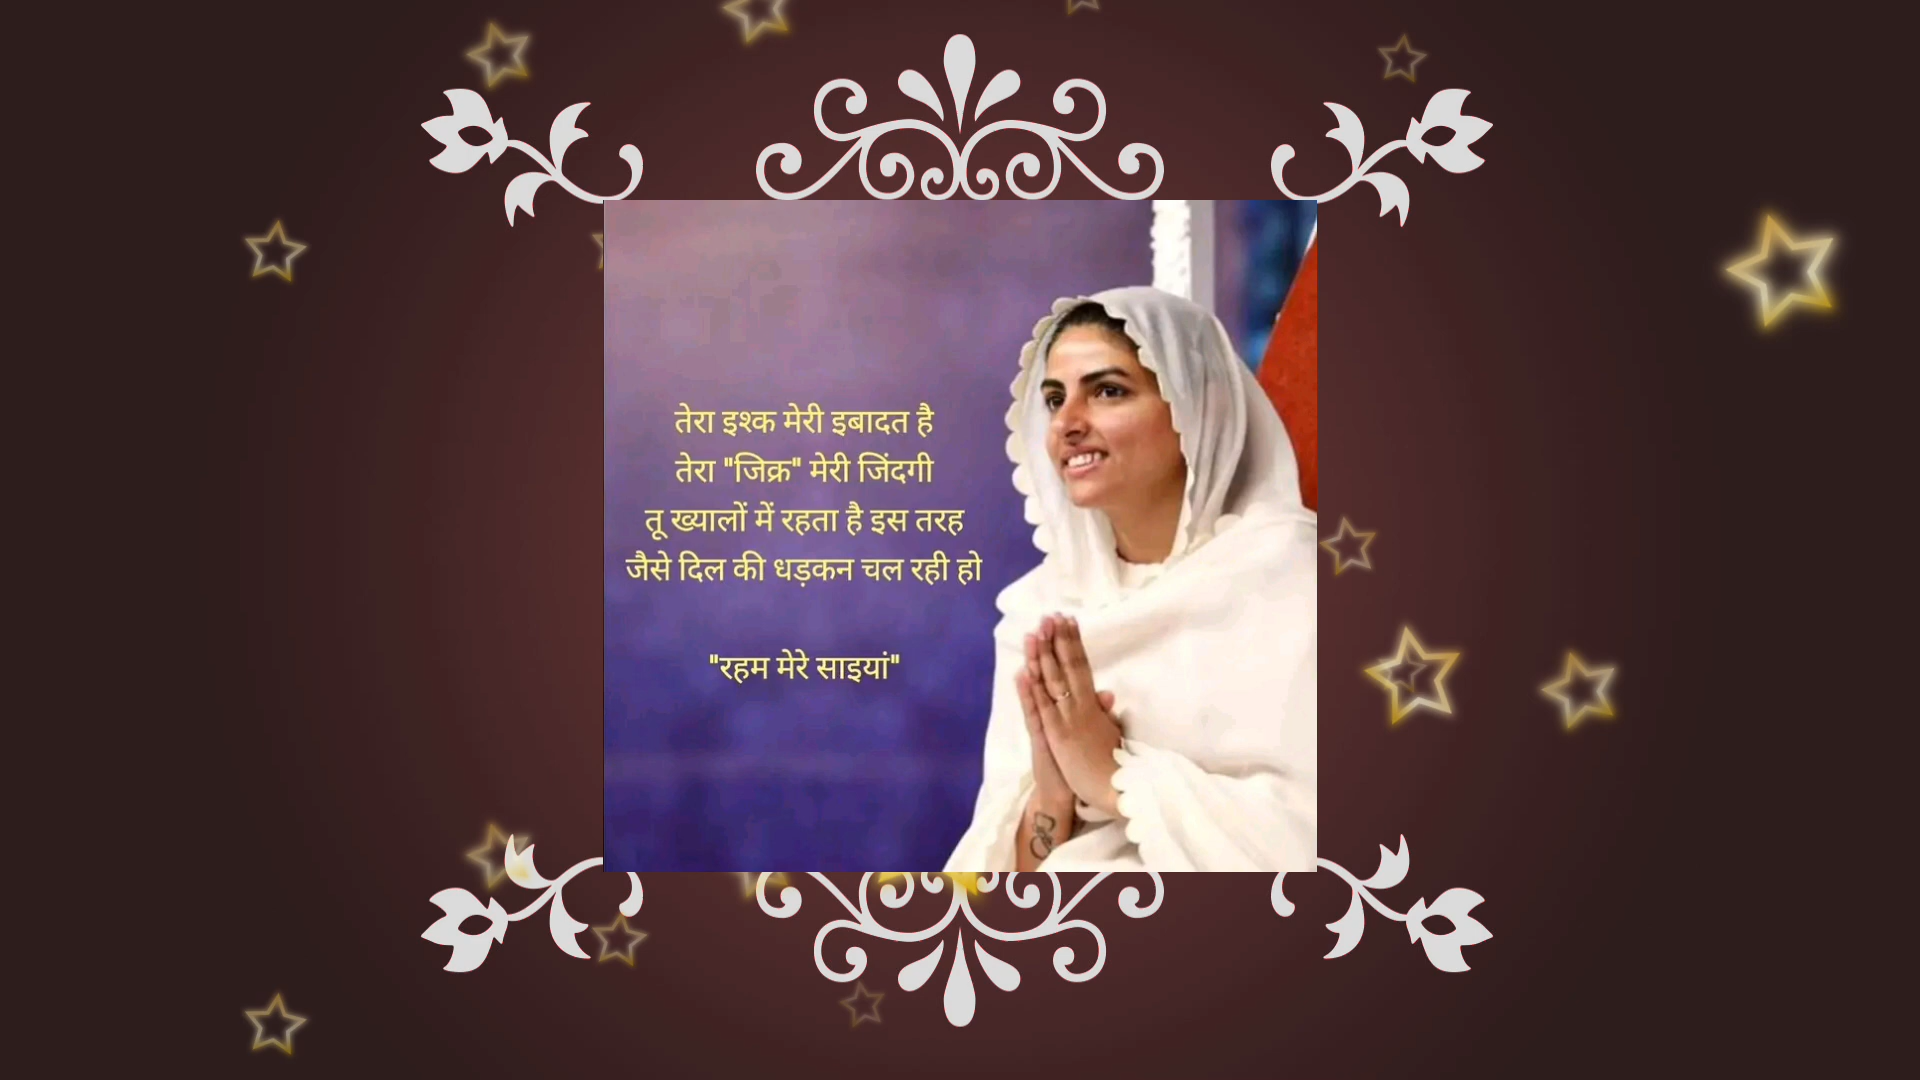 तेरा इश्क मेरी इबादत है
तेरा "जिक्र" मेरी जिंदगी
तू ख्यालों में रहता है इस तरह
जैसे दिल की धड़कन चल रही हो
"रहम मेरे साइयां"